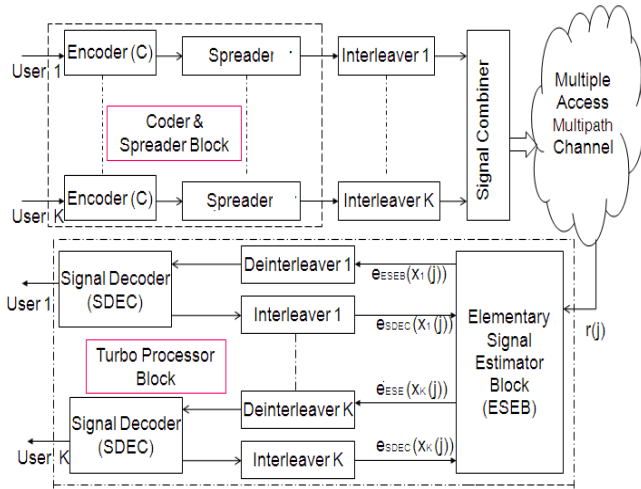 Encoder (C)
Spreader
Interleaver 1
User 1
Signal Combiner
Multiple
Access
Multipath
Channel
Coder &
Spreader Block
Encoder (C)
Spreader
Interleaver K
User K
Signal Decoder
(SDEC)
Deinterleaver 1
eESEB(x1(j))
User 1
Interleaver 1
eSDEC(x1(j))
Elementary
Signal
Estimator
Block
(ESEB)
r(j)
Turbo Processor
Block
Signal Decoder
(SDEC)
Deinterleaver K
eESE(xK(j))
User K
Interleaver K
eSDEC(xK(j))